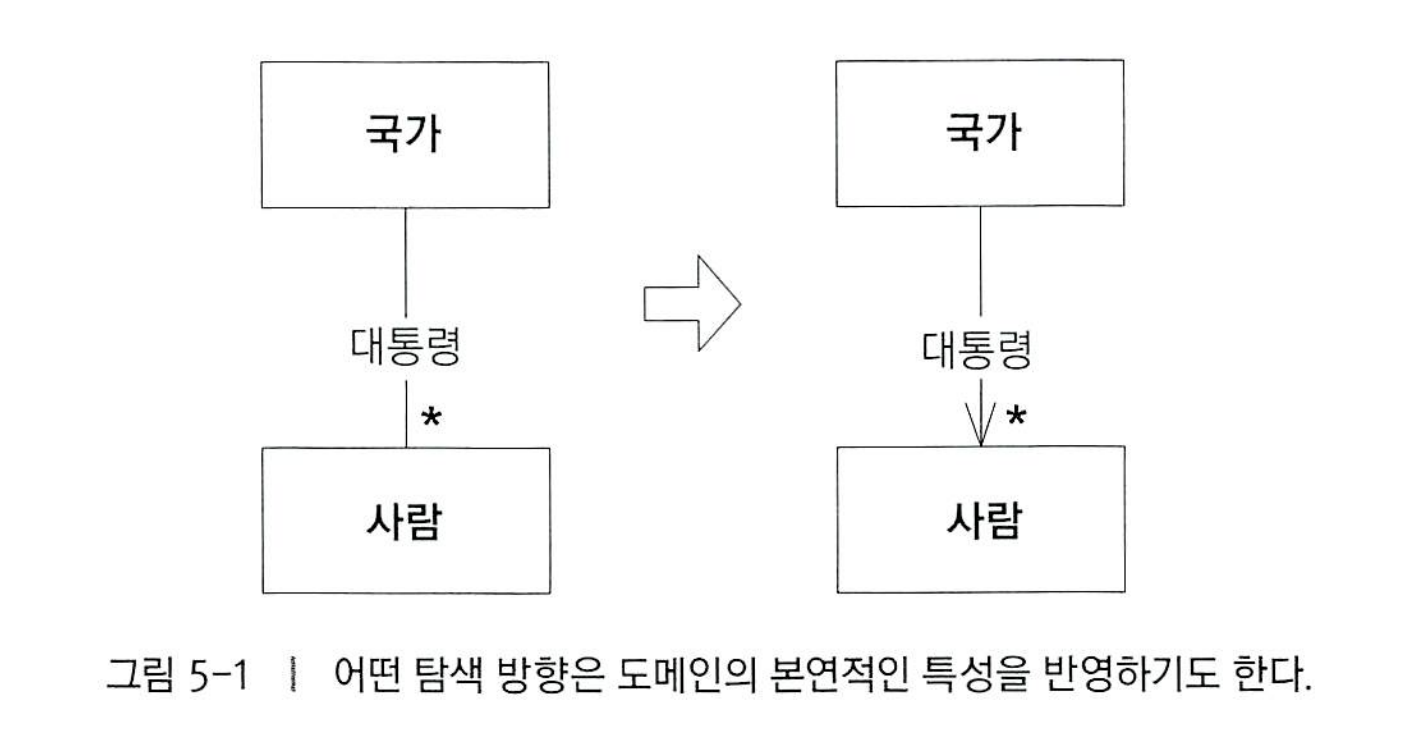 국가
대통령
*
사람
국가
대통령
*
사람
그림 5-1 | 어떤 탐색 방향은 도메인의 본연적인 특성을 반영하기도 한다.